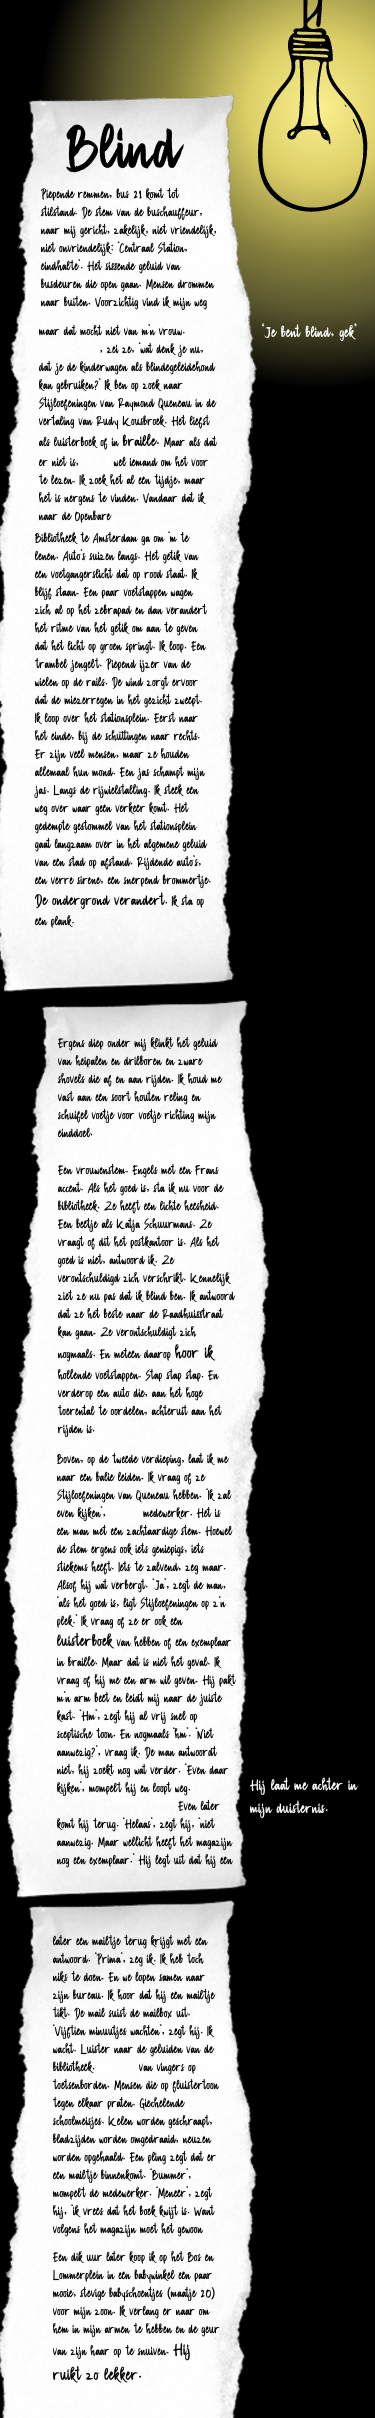 Blind
Piepende remmen, bus 21 komt tot
stilstand. De stem van de buschauffeur,
naar mij gericht, zakelijk, niet vriendelijk,
niet onvriendelijk: 'Centraal Station,
eindhalte'. Het sissende geluid van
busdeuren die open gaan. Mensen drommen
naar buiten. Voorzichtig vind ik mijn weg
maar dat mocht niet van m'n vrouw.
"Je bent blind, gek"
, zei ze, 'wat denk je nu,
dat je de kinderwagen als blindegeleidehond
kan gebruiken?' Ik ben op zoek naar
Stijloefeningen van Raymond Queneau in de
vertaling van Rudy Kousbroek. Het liefst
als luisterboek of in braille. Maar als dat
er niet is, wel iemand om het voor
te lezen. Ik zoek het al een tijdje, maar
het is nergens te vinden. Vandaar dat ik
naar de Openbare
Bibliotheek te Amsterdam ga om 'm te
lenen. Auto's suizen langs. Het getik van
een voetgangerslicht dat op rood staat. Ik
blijf staan. Een paar voetstappen wagen
zich al op het zebrapad en dan verandert
het ritme van het getik om aan te geven
dat het licht op groen springt. Ik loop. Een
trambel jengelt. Piepend ijzer van de
wielen op de rails. De wind zorgt ervoor
dat de miezerregen in het gezicht zweept.
Ik loop over het stationsplein. Eerst naar
het einde, bij de schuttingen naar rechts.
Er zijn veel mensen, maar ze houden
allemaal hun mond. Een jas schampt mijn
jas. Langs de rijwielstalling. Ik steek een
weg over waar geen verkeer komt. Het
gedempte gestommel van het stationsplein
gaat langzaam over in het algemene geluid
van een stad op afstand. Rijdende auto's,
een verre sirene, een snerpend brommertje.
De ondergrond verandert. Ik sta op
een plank.
Ergens diep onder mij klinkt het geluid
van heipalen en drilboren en zware
shovels die af en aan rijden. Ik houd me
vast aan een soort houten reling en
schuifel voetje voor voetje richting mijn
einddoel.
Een vrouwenstem. Engels met een Frans
accent. Als het goed is, sta ik nu voor de
bibliotheek. Ze heeft een lichte heesheid.
Een beetje als Katja Schuurmans. Ze
vraagt of dit het postkantoor is. Als het
goed is niet, antwoord ik. Ze
verontschuldigd zich verschrikt. Kennelijk
ziet ze nu pas dat ik blind ben. Ik antwoord
dat ze het beste naar de Raadhuisstraat
kan gaan. Ze verontschuldigt zich
nogmaals. En meteen daarop hoor ik
hollende voetstappen. Stap stap stap. En
verderop een auto die, aan het hoge
toerental te oordelen, achteruit aan het
rijden is.
Boven, op de tweede verdieping, laat ik me
naar een balie leiden. Ik vraag of ze
Stijloefeningen van Queneau hebben. 'Ik zal
even kijken', medewerker. Het is
een man met een zachtaardige stem. Hoewel
de stem ergens ook iets geniepigs, iets
stiekems heeft. Iets te zalvend, zeg maar.
Alsof hij wat verbergt. 'Ja', zegt de man,
'als het goed is, ligt Stijloefeningen op z'n
plek.' Ik vraag of ze er ook een
luisterboek van hebben of een exemplaar
in braille. Maar dat is niet het geval. Ik
vraag of hij me een arm wil geven. Hij pakt
m'n arm beet en leidt mij naar de juiste
kast. 'Hm', zegt hij al vrij snel op
sceptische toon. En nogmaals 'hm'. 'Niet
aanwezig?', vraag ik. De man antwoordt
niet, hij zoekt nog wat verder. 'Even daar
kijken', mompelt hij en loopt weg.
Hij laat me achter in
mijn duisternis.
Even later
komt hij terug. 'Helaas', zegt hij, 'niet
aanwezig. Maar wellicht heeft het magazijn
nog een exemplaar.' Hij legt uit dat hij een
later een mailtje terug krijgt met een
antwoord. 'Prima', zeg ik. Ik heb toch
niks te doen. En we lopen samen naar
zijn bureau. Ik hoor dat hij een mailtje
tikt. De mail suist de mailbox uit.
'Vijftien minuutjes wachten', zegt hij. Ik
wacht. Luister naar de geluiden van de
bibliotheek. van vingers op
toetsenborden. Mensen die op fluistertoon
tegen elkaar praten. Giechelende
schoolmeisjes. Kelen worden geschraapt,
bladzijden worden omgedraaid, neuzen
worden opgehaald. Een pling zegt dat er
een mailtje binnenkomt. 'Bummer',
mompelt de medewerker. 'Meneer', zegt
hij, 'ik vrees dat het boek kwijt is. Want
volgens het magazijn moet het gewoon
Een dik uur later koop ik op het Bos en
Lommerplein in een babywinkel een paar
mooie, stevige babyschoentjes (maatje 20)
voor mijn zoon. Ik verlang er naar om
hem in mijn armen te hebben en de geur
van zijn haar op te snuiven. Hij
ruikt zo lekker.